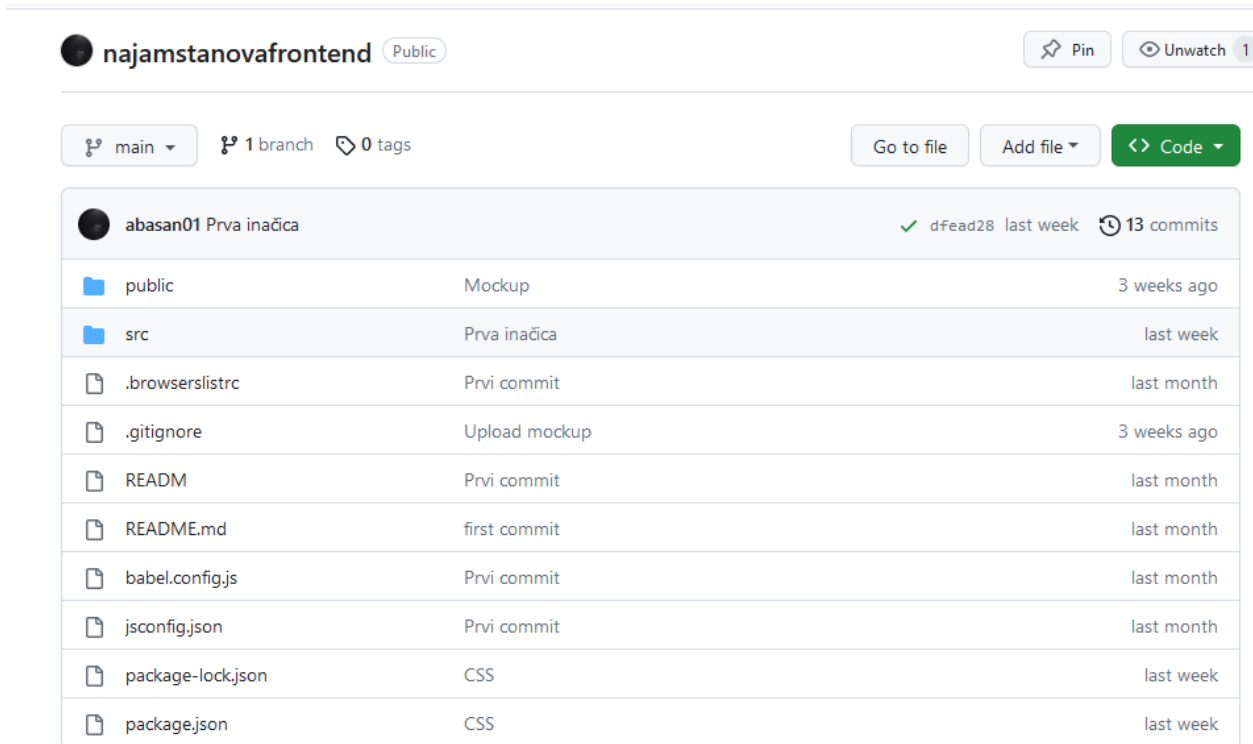 najamstanovafrontend Public Pin Unwatch 1
main 1 branch 0 tags Go to file Add file Code
abasan01 Prva inačica dfead28 last week 13 commits
public Mockup 3 weeks ago
src Prva inačica last week
.browserslistrc Prvi commit last month
.gitignore Upload mockup 3 weeks ago
READM Prvi commit last month
README.md first commit last month
babel.config.js Prvi commit last month
jsconfig.json Prvi commit last month
package-lock.json CSS last week
package.json CSS last week